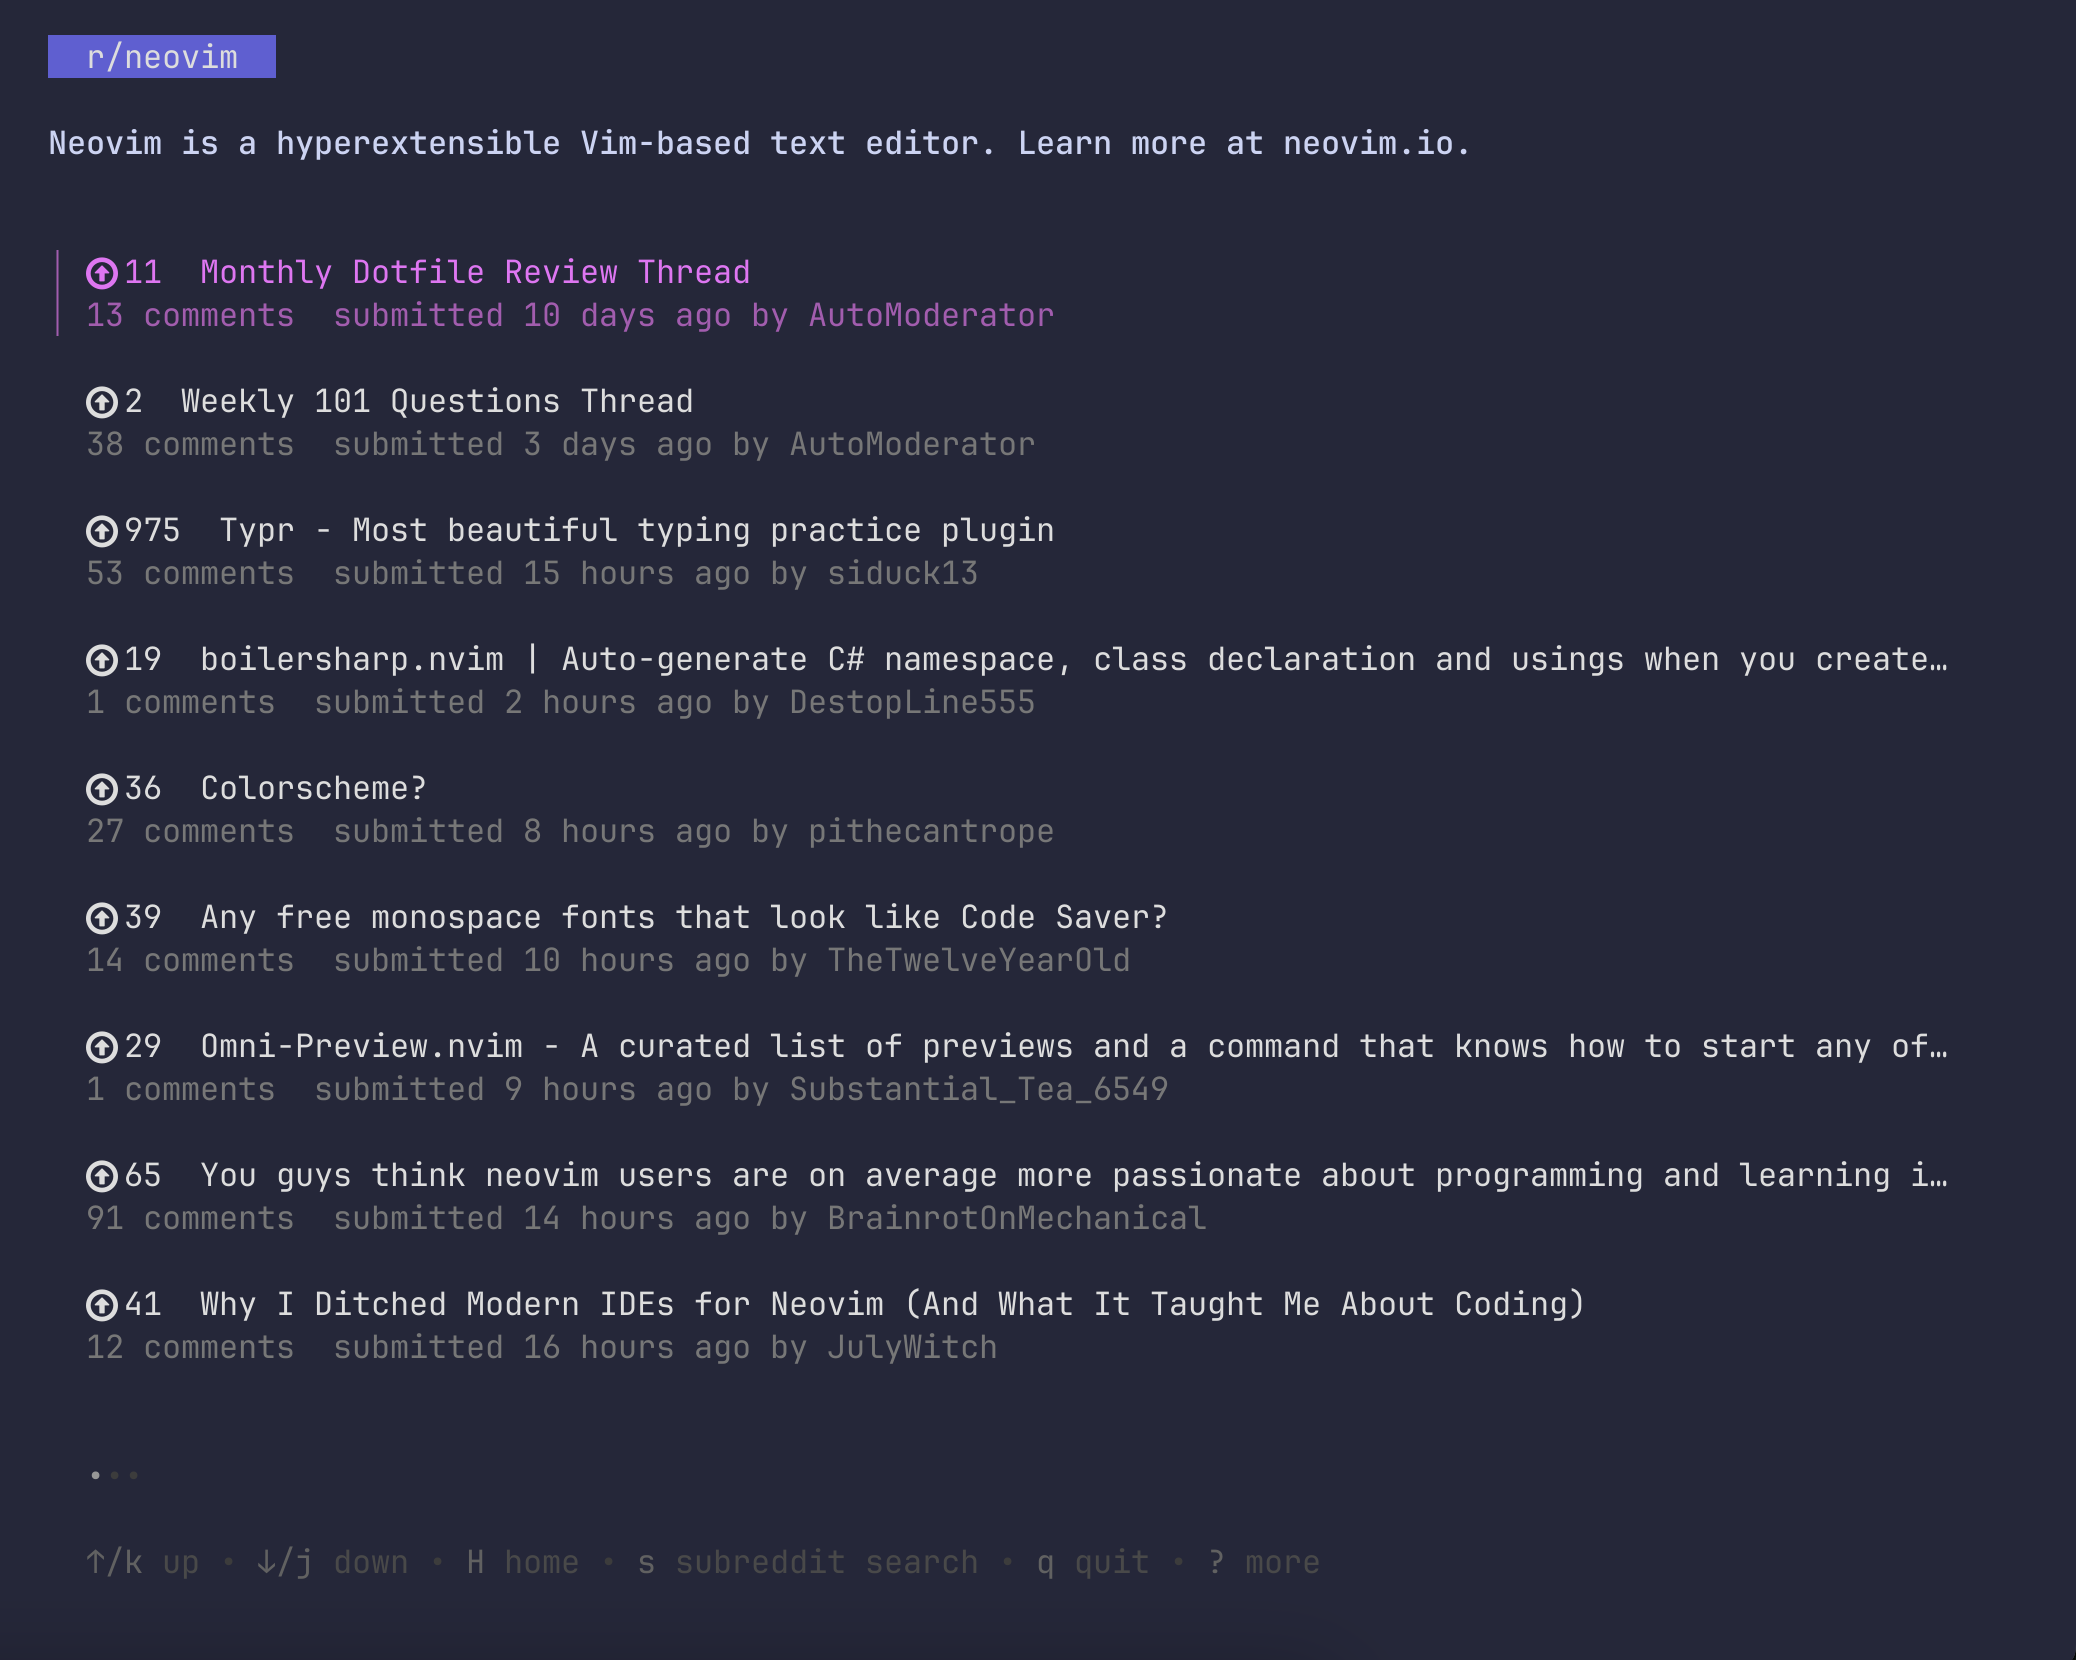 r/neovim
Neovim is a hyperextensible Vim-based text editor. Learn more at neovim.io.
11  Monthly Dotfile Review Thread
13 comments  submitted 10 days ago by AutoModerator
2  Weekly 101 Questions Thread
38 comments  submitted 3 days ago by AutoModerator
975  Typr - Most beautiful typing practice plugin
53 comments  submitted 15 hours ago by siduck13
19  boilersharp.nvim | Auto-generate C# namespace, class declaration and usings when you create…
1 comments  submitted 2 hours ago by DestopLine555
36  Colorscheme?
27 comments  submitted 8 hours ago by pithecantrope
39  Any free monospace fonts that look like Code Saver?
14 comments  submitted 10 hours ago by TheTwelveYearOld
29  Omni-Preview.nvim - A curated list of previews and a command that knows how to start any of…
1 comments  submitted 9 hours ago by Substantial_Tea_6549
65  You guys think neovim users are on average more passionate about programming and learning i…
91 comments  submitted 14 hours ago by BrainrotOnMechanical
41  Why I Ditched Modern IDEs for Neovim (And What It Taught Me About Coding)
12 comments  submitted 16 hours ago by JulyWitch
•••
↑/k up • ↓/j down • H home • s subreddit search • q quit • ? more